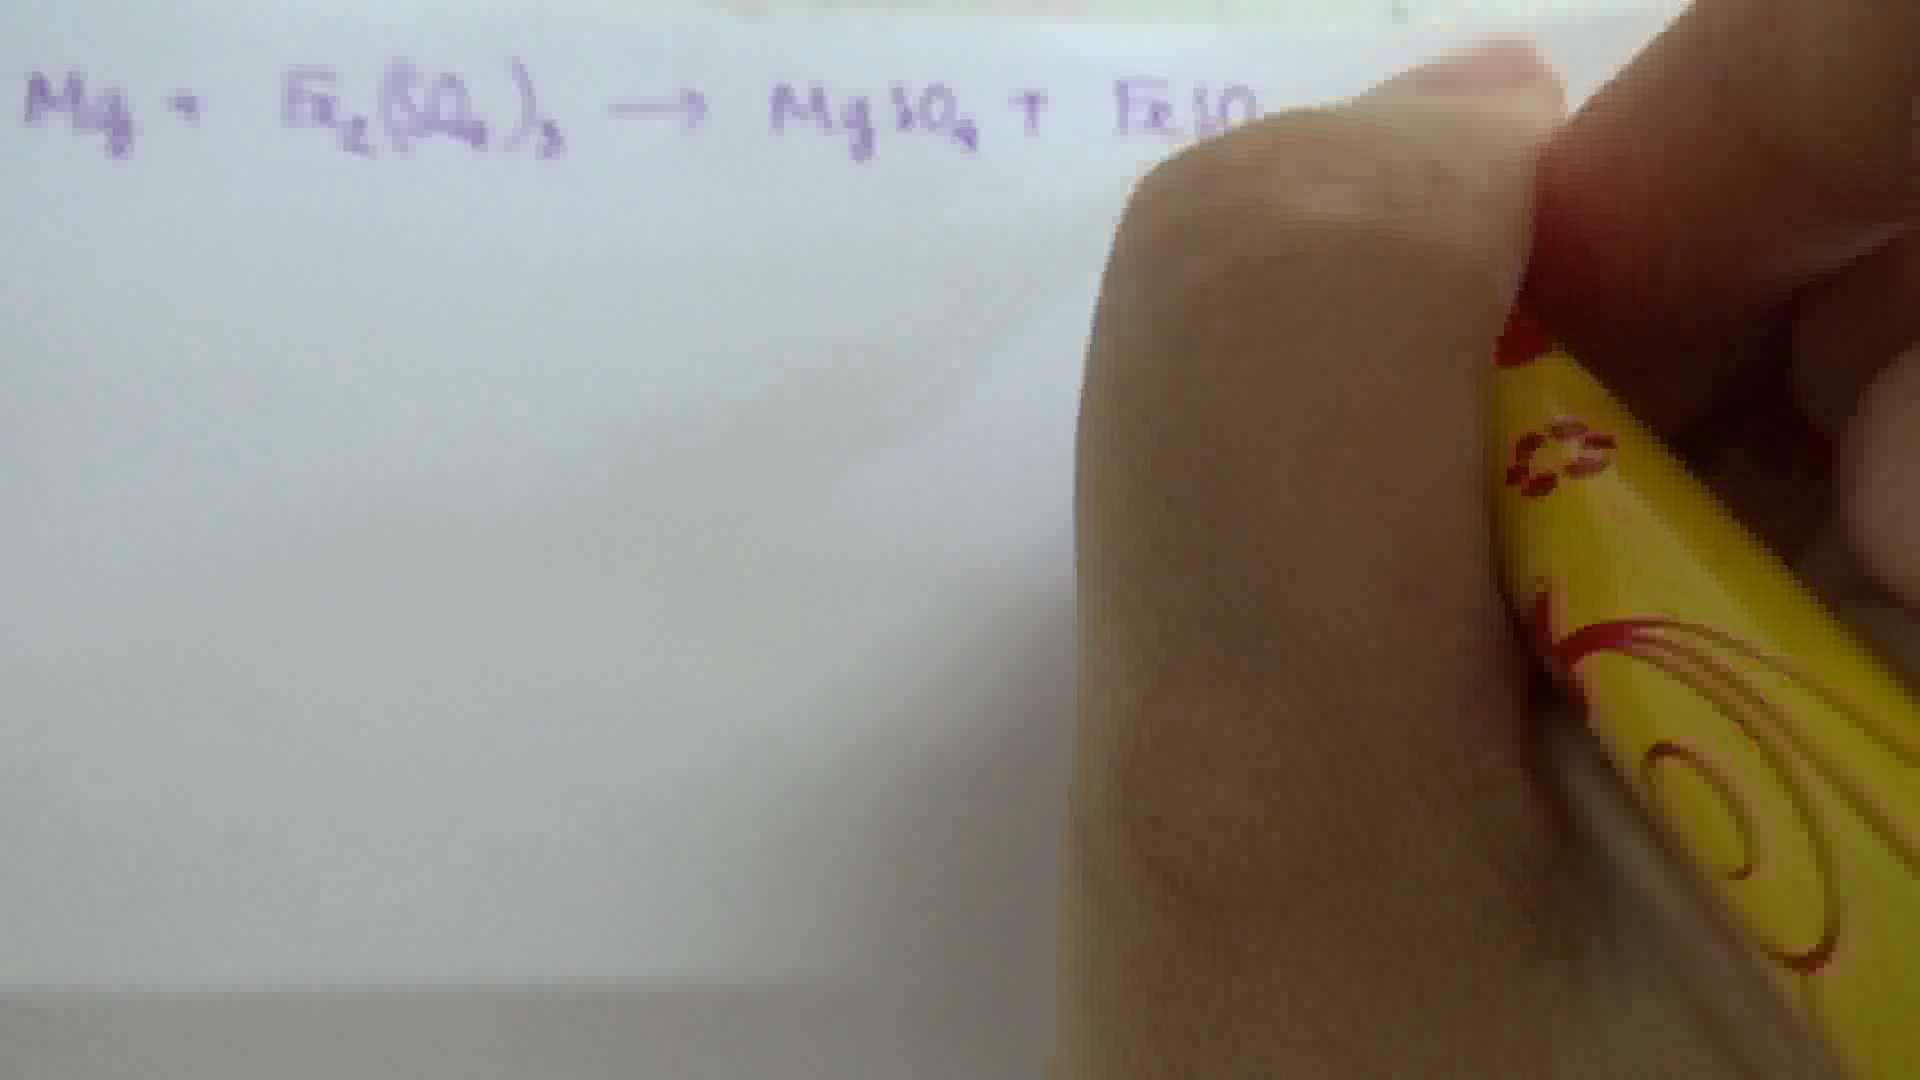 Mg + Fe₂(SO₄)₃ → MgSO₄ + FeSO